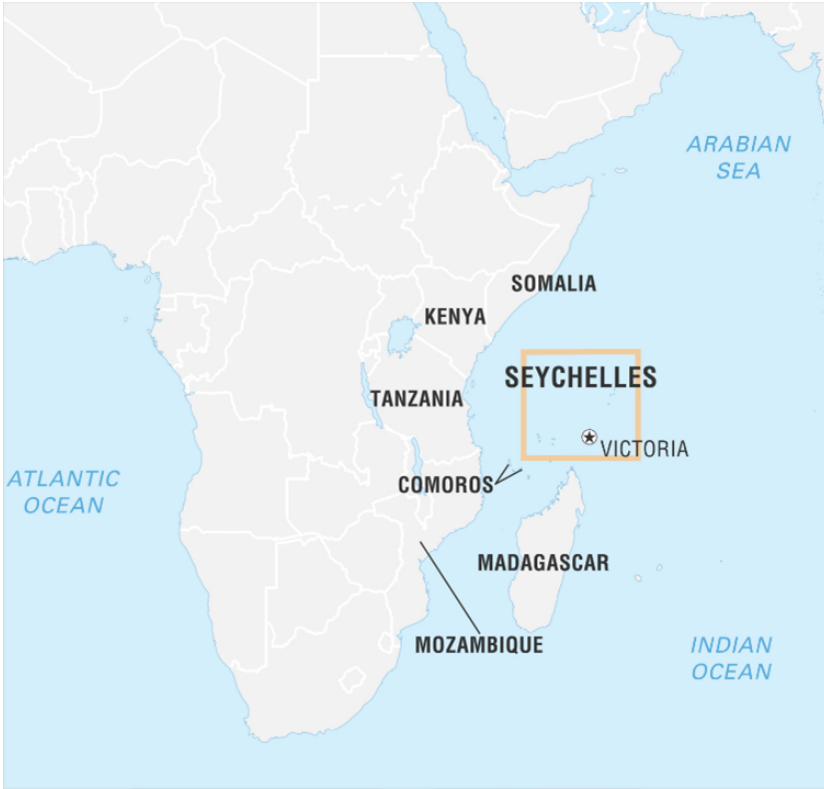 ARABIAN
SEA
SOMALIA
KENYA
SEYCHELLES
TANZANIA
VICTORIA
ATLANTIC
OCEAN
COMOROS
MADAGASCAR
MOZAMBIQUE
INDIAN
OCEAN